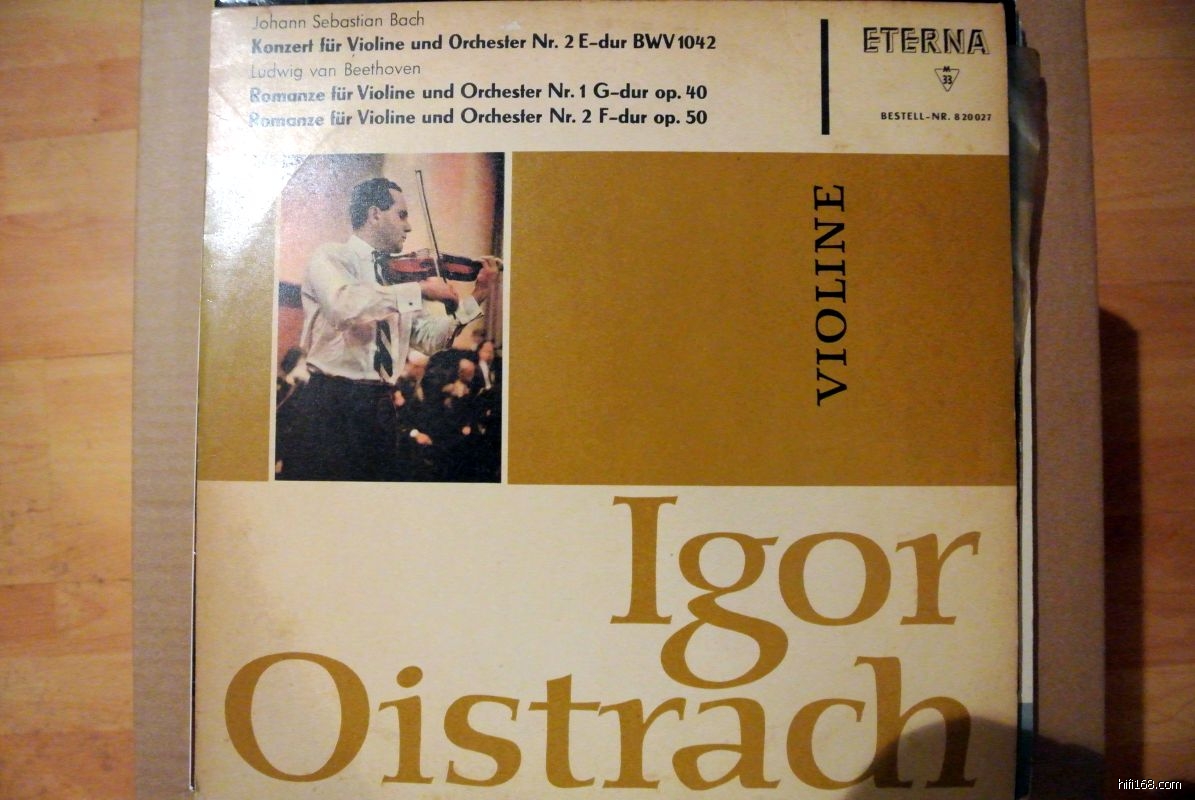 Johann Sebastian Bach
Konzert für Violine und Orchester Nr. 2 E-dur BWV 1042
Ludwig van Beethoven
Romanze für Violine und Orchester Nr. 1 G-dur op. 40
Romanze für Violine und Orchester Nr. 2 F-dur op. 50
ETERNA
M
33
BESTELL-NR. 820027
VIOLINE
Igor
Oistrach
hifi168.com